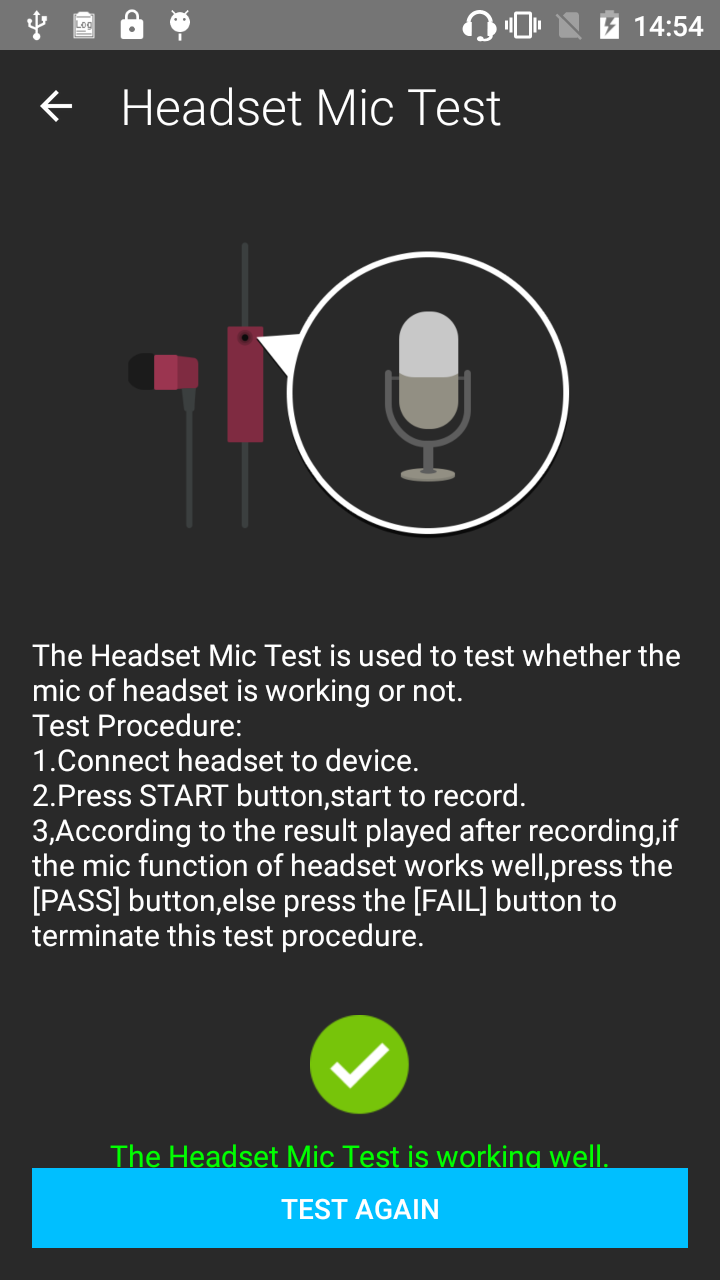 Log
14:54
Headset Mic Test
The Headset Mic Test is used to test whether the
mic of headset is working or not.
Test Procedure:
1.Connect headset to device.
2.Press START button,start to record.
3,According to the result played after recording,if
the mic function of headset works well,press the
[PASS] button,else press the [FAIL] button to
terminate this test procedure.
The Headset Mic Test is working well.
TEST AGAIN